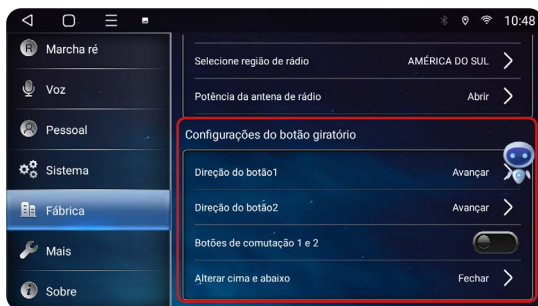 10:48
R Marcha ré
Voz
Pessoal
Sistema
Fábrica
Mais
i Sobre
Selecione região de rádio AMÉRICA DO SUL
Potência da antena de rádio Abrir
Configurações do botão giratório
Direção do botão1 Avançar
Direção do botão2 Avançar
Botões de comutação 1 e 2
Alterar cima e abaixo Fechar